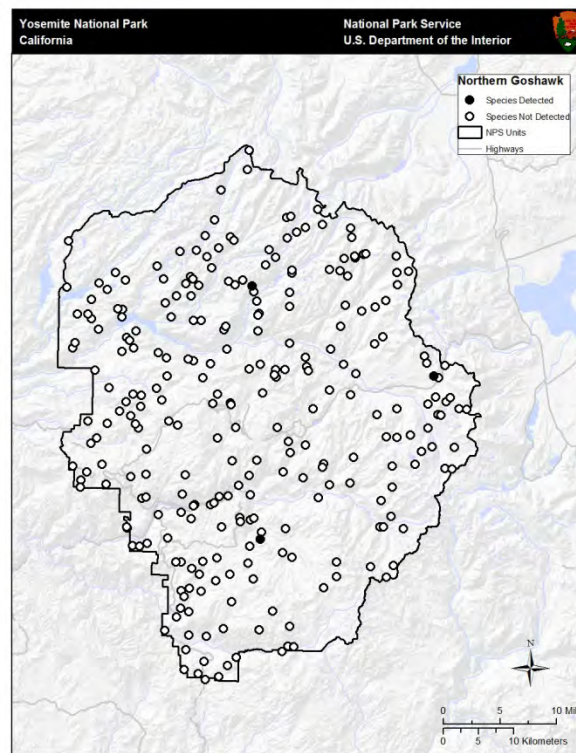 Yosemite National Park
California
National Park Service
U.S. Department of the Interior
Northern Goshawk
Species Detected
Species Not Detected
NPS Units
Highways
N
0 5 10 Mil
0 5 10 Kilometers